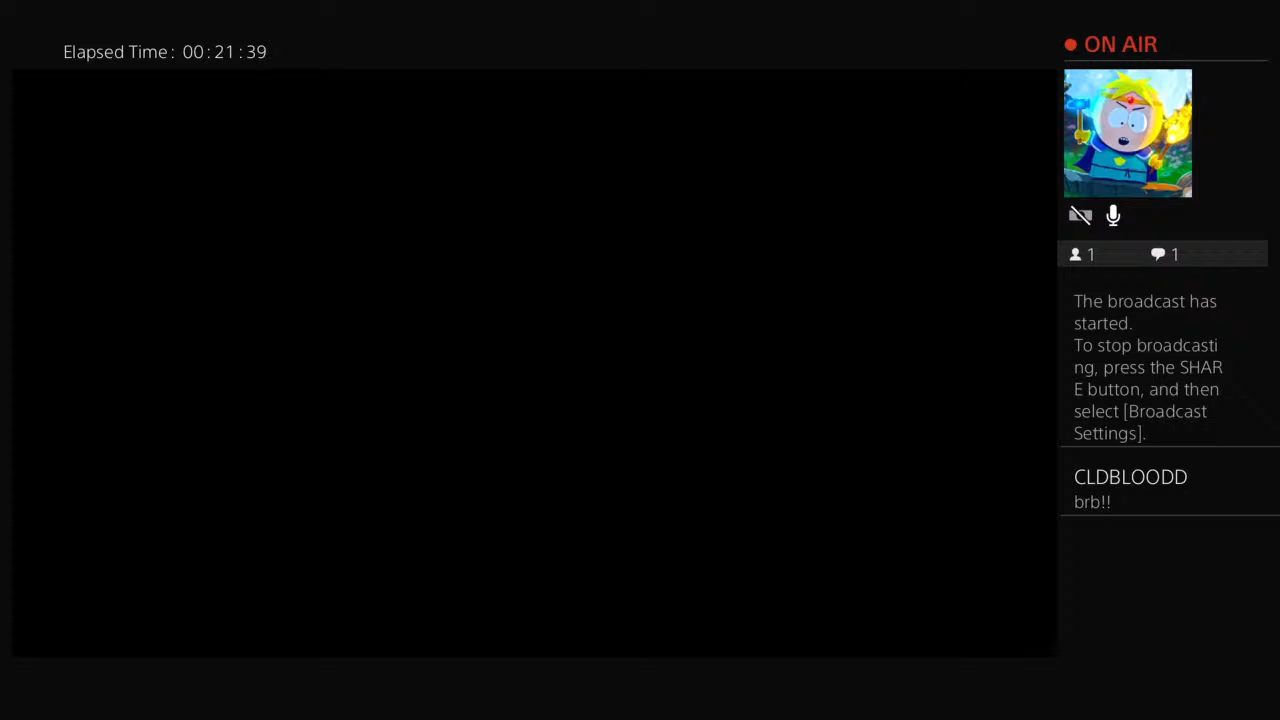 Elapsed Time: 00:21:39
ON AIR
1 1
The broadcast has
started.
To stop broadcasti
ng, press the SHAR
E button, and then
select [Broadcast
Settings].
CLDBLOODD
brb!!